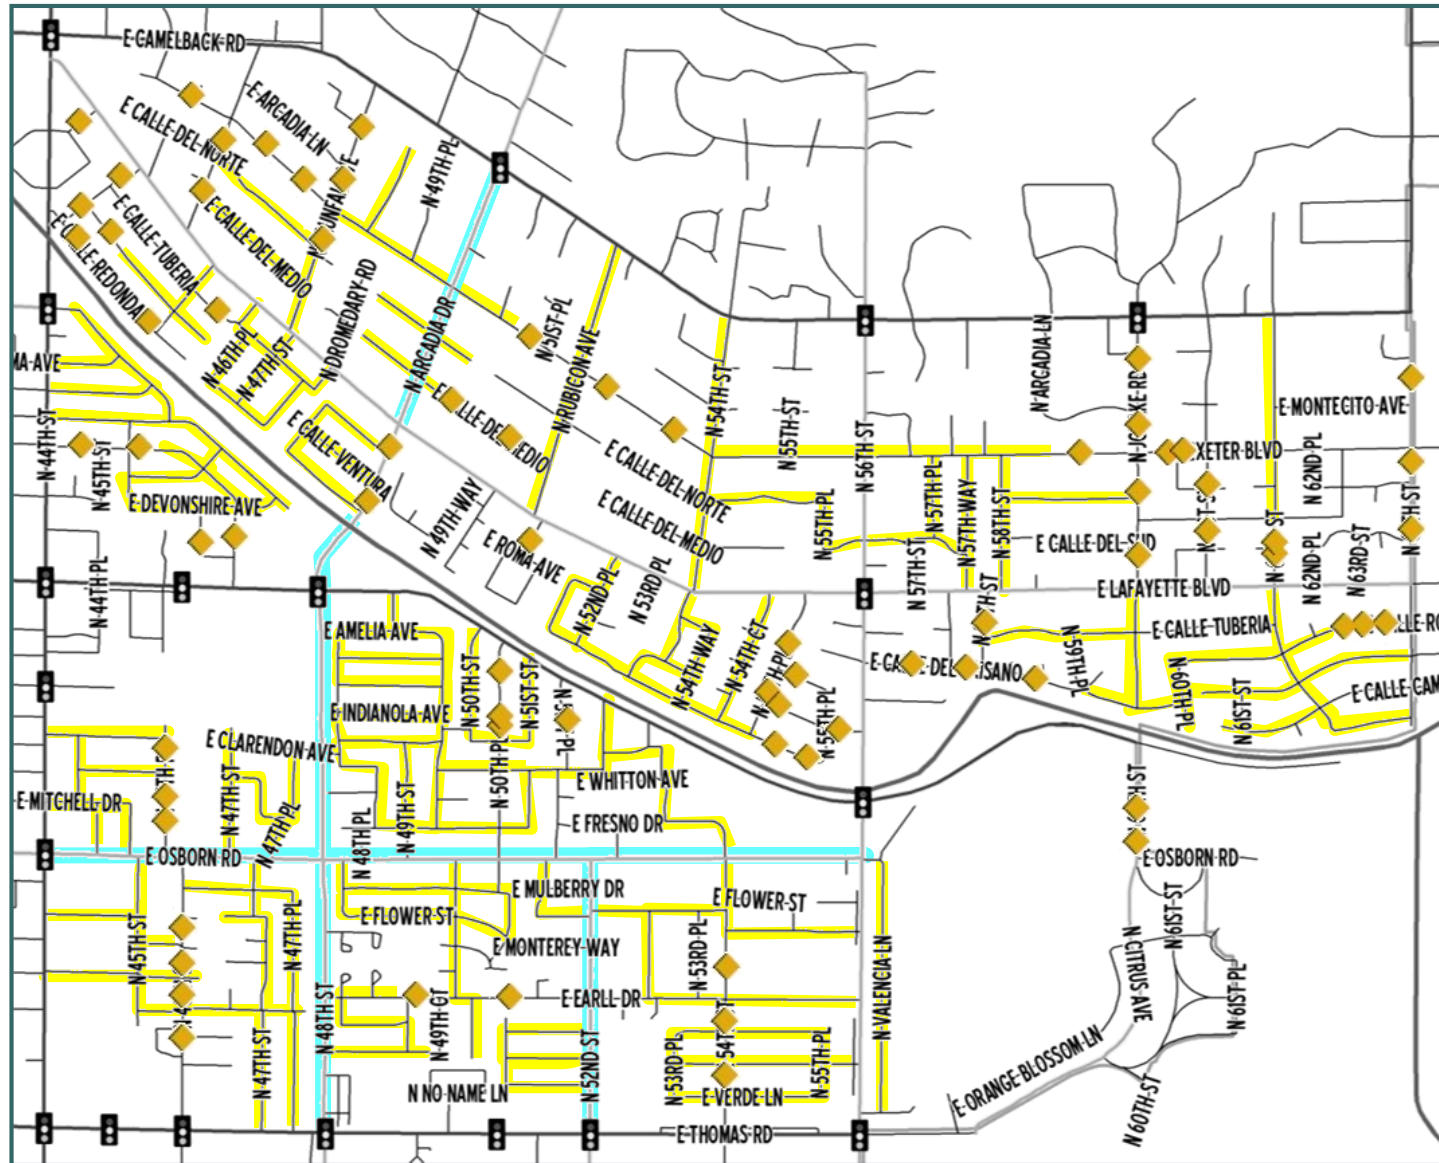 E CAMELBACK RD
E ARCADIA LN
E CALLE DEL NORTE
N 49TH PL
E CALLE TUBERIA
E CALLE DEL MEDIO
N DROMEDARY RD
N ARCADIA DR
N 51ST PL
N RUBICON AVE
N 46TH PL
N 47TH ST
MA AVE
N 44TH ST
N 45TH ST
E CALLE VENTURA
E DEVONSHIRE AVE
N 49TH WAY
E ROMA AVE
N 54TH ST
N 55TH ST
N 56TH ST
E CALLE DEL NORTE
E CALLE DEL MEDIO
N 55TH PL
N 57TH PL
N 57TH WAY
N 58TH ST
N 57TH ST
N ARCADIA LN
E MONTECITO AVE
XETER BLVD
N 62ND PL
E CALLE DEL SUD
N 62ND PL
N 63RD ST
E LAFAYETTE BLVD
N 44TH PL
N 52ND PL
N 53RD PL
E AMELIA AVE
E INDIANOLA AVE
N 50TH ST
N 51ST ST
N 54TH WAY
N 54TH CT
N 55TH PL
N 59TH PL
E CALLE TUBERIA
N 60TH PL
N 61ST ST
E CALLE CAM
E CLARENDON AVE
N 50TH PL
E WHITTON AVE
E FRESNO DR
E MITCHELL DR
N 47TH ST
N 47TH PL
N 48TH PL
N 49TH ST
E OSBORN RD
E OSBORN RD
E MULBERRY DR
E FLOWER ST
E FLOWER ST
E MONTEREY WAY
N 45TH ST
N 47TH PL
N 53RD PL
E EARLL DR
N VALENCIA LN
N 48TH ST
N 49TH CT
N 47TH ST
N 52ND ST
N 53RD PL
N 55TH PL
N NO NAME LN
E VERDE LN
E THOMAS RD
N 61ST ST
N CITRUS AVE
N 61ST PL
E ORANGE BLOSSOM LN
N 60TH ST